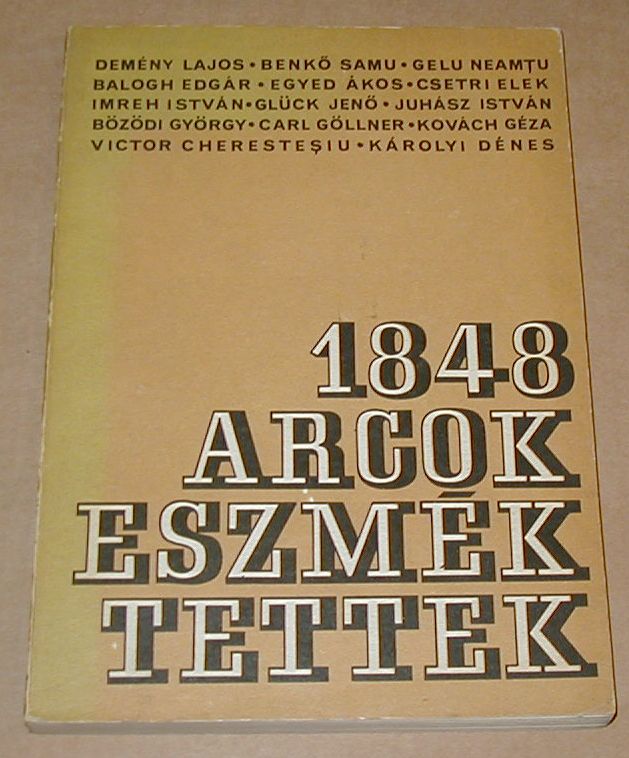 DEMÉNY LAJOS • BENKŐ SAMU • GELU NEAMȚU
BALOGH EDGÁR • EGYED ÁKOS • CSETRI ELEK
IMREH ISTVÁN • GLÜCK JENŐ • JUHÁSZ ISTVÁN
BÖZÖDI GYÖRGY • CARL GÖLLNER • KOVÁCH GÉZA
VICTOR CHERESTEȘIU • KÁROLYI DÉNES
1848
ARCOK
ESZMÉK
TETTEK